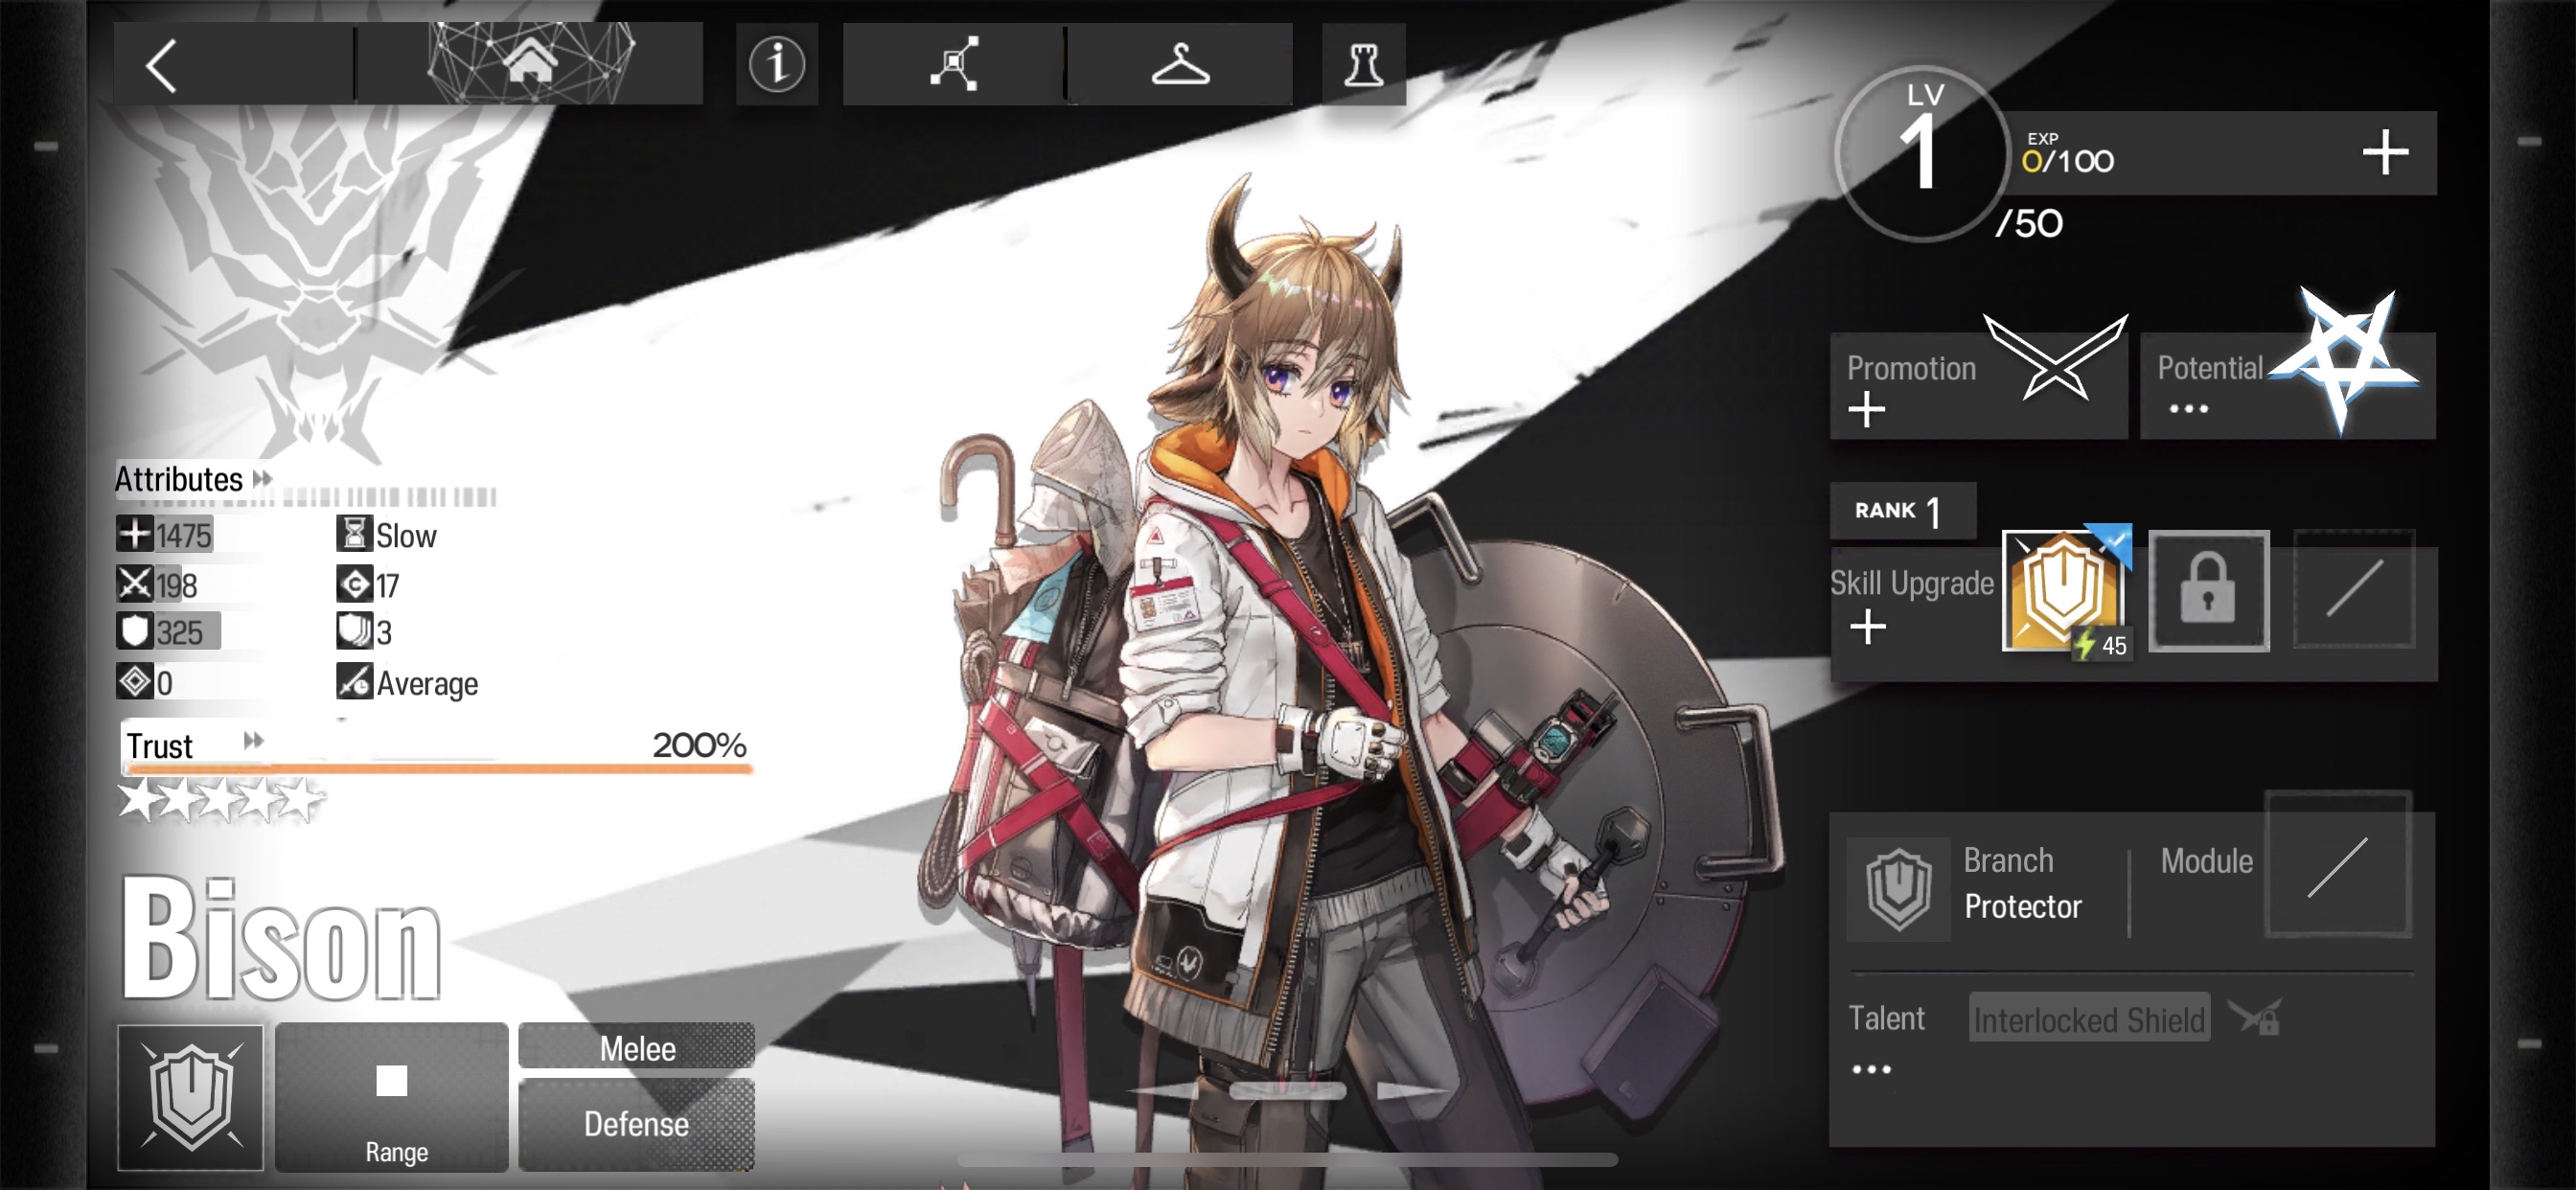 LV
1
EXP
0/100
/50
Promotion
Potential
Attributes
1475
Slow
198
17
325
3
0
Average
RANK 1
Skill Upgrade
45
Trust
200%
Bison
Branch
Protector
Module
Talent
Interlocked Shield
Melee
Defense
Range